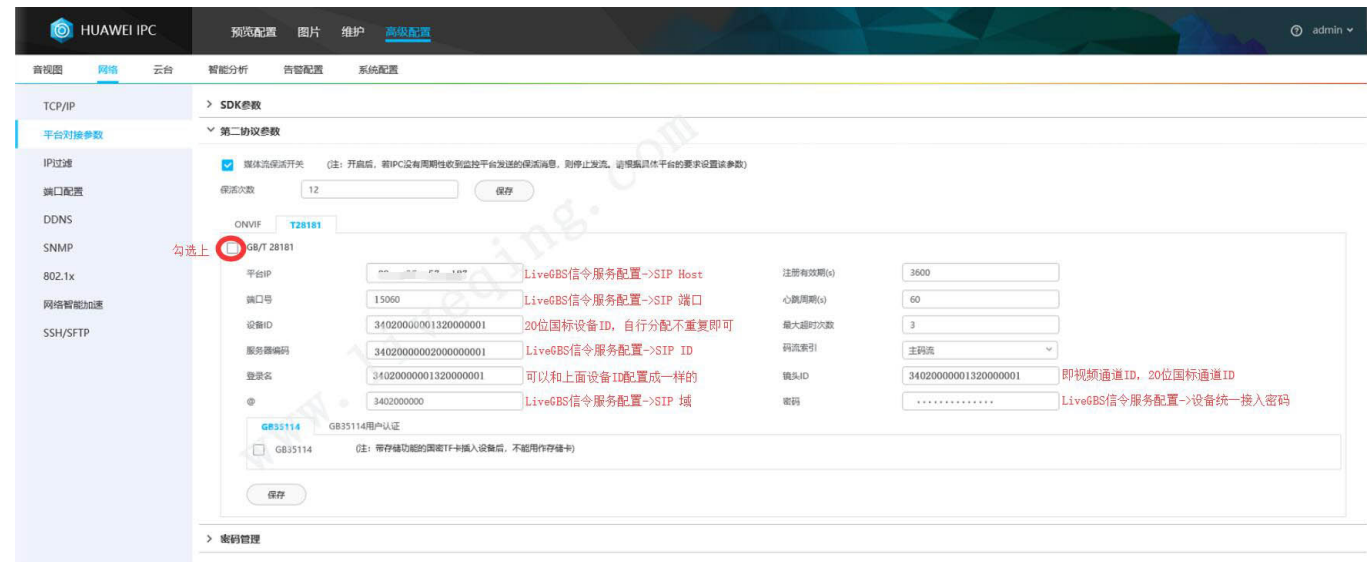 HUAWEI IPC 预览配置 图片 维护 高级配置 admin
音视图 网络 云台 智能分析 告警配置 系统配置
TCP/IP
平台对接参数
IP过滤
端口配置
DDNS
SNMP
802.1x
网络智能加速
SSH/SFTP
SDK参数
第二协议参数
媒体流保活开关 (注: 开启后, 若IPC没有周期性收到监控平台发送的保活消息, 则停止发流。请根据具体平台的要求设置该参数)
保活次数 12 保存
ONVIF T28181
勾选上 GB/T 28181
平台IP LiveGBS信令服务配置->SIP Host 注册有效期(s) 3600
端口号 15060 LiveGBS信令服务配置->SIP 端口 心跳周期(s) 60
设备ID 34020000001320000001 20位国标设备ID, 自行分配不重复即可 最大超时次数 3
服务器编码 34020000002000000001 LiveGBS信令服务配置->SIP ID 码流索引 主码流
登录名 34020000001320000001 可以和上面设备ID配置成一样的 镜头ID 34020000001320000001 即视频通道ID, 20位国标通道ID
@ 3402000000 LiveGBS信令服务配置->SIP 域 密码 ·············· LiveGBS信令服务配置->设备统一接入密码
GB35114 GB35114用户认证
GB35114 (注: 带存储功能的国密TF卡插入设备后, 不能用作存储卡)
保存
密码管理